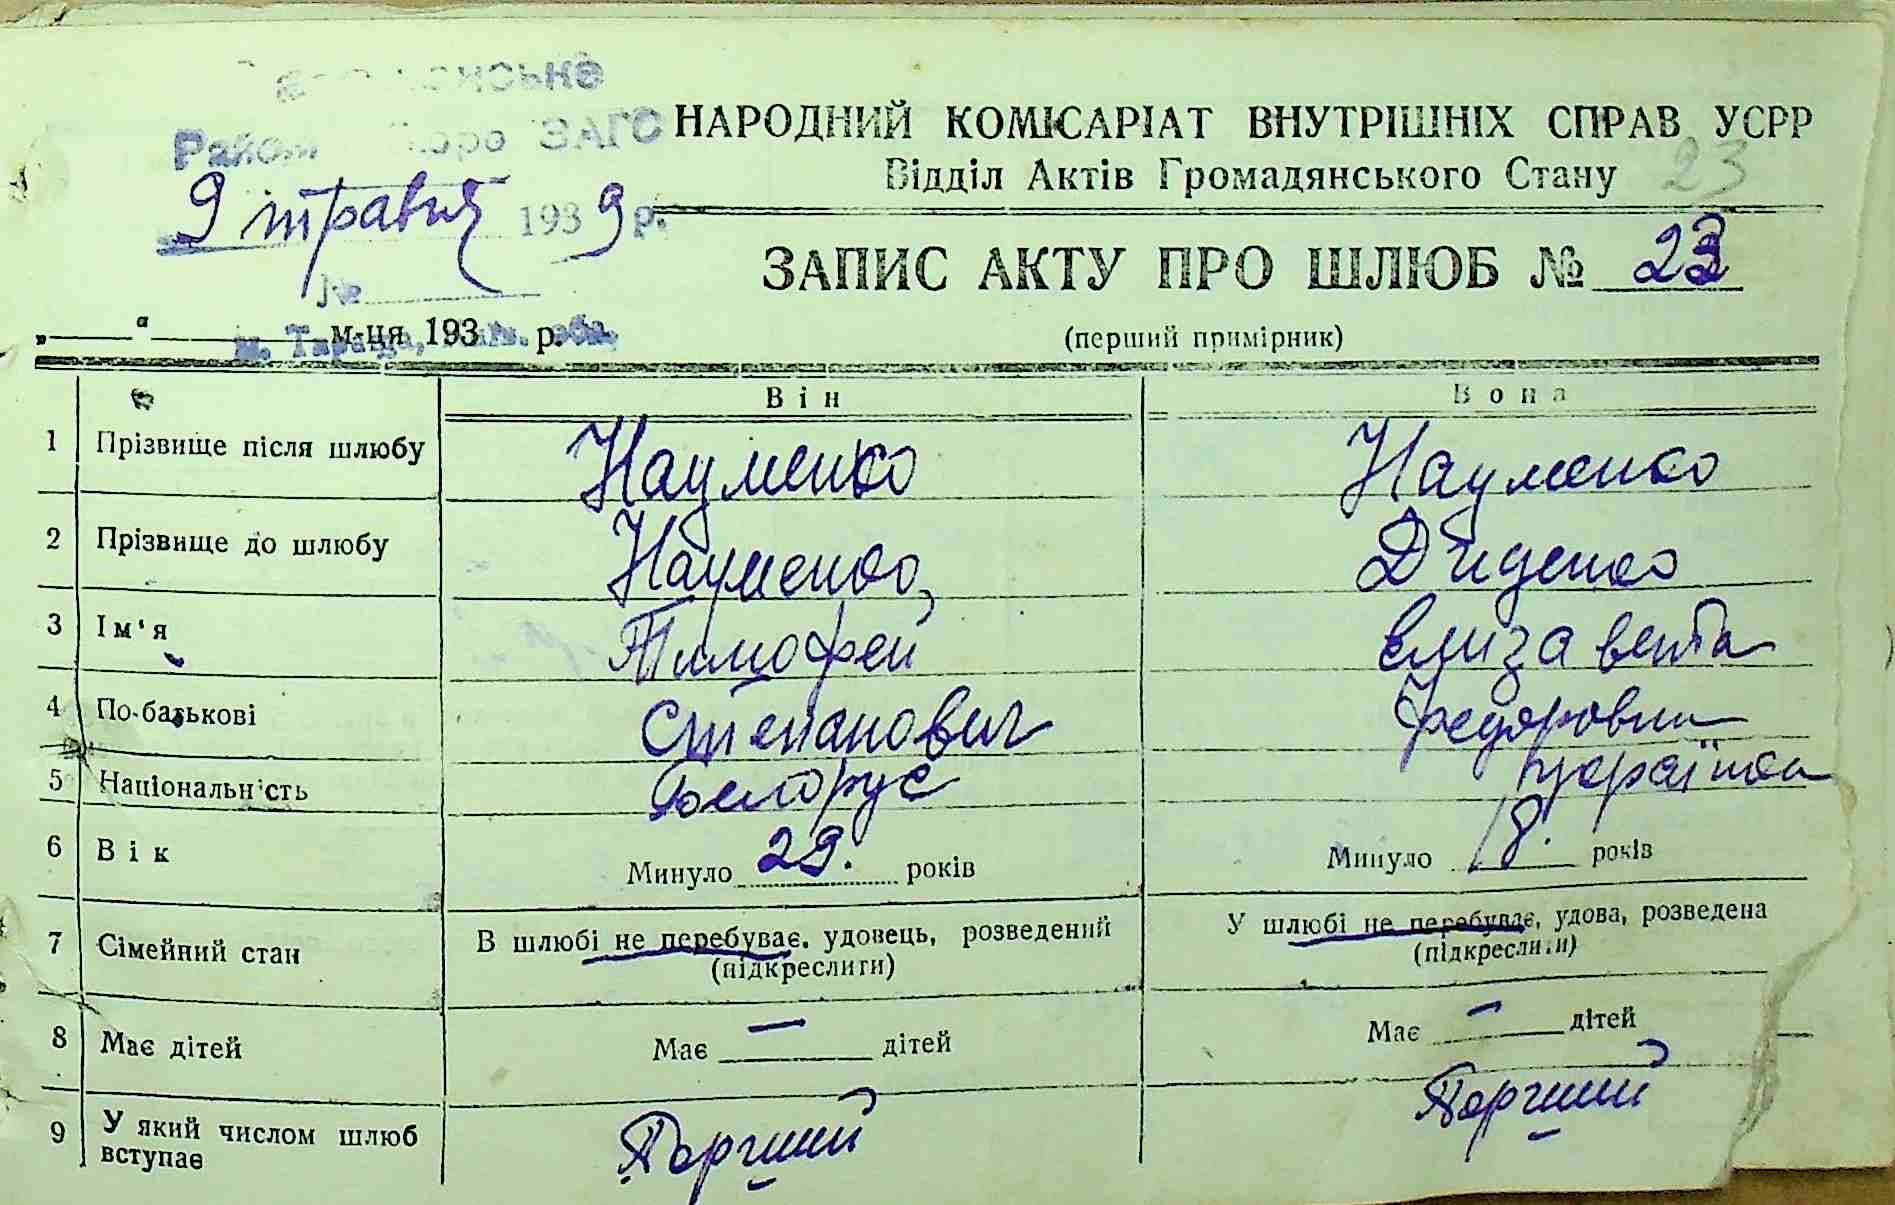 ЗАГС
НАРОДНИЙ КОМІСАРІАТ ВНУТРІШНІХ СПРАВ УСРР
Відділ Актів Громадянського Стану 23
9 травня 1939 р.
ЗАПИС АКТУ ПРО ШЛЮБ № 23
№
„ “ м-ця 193 р.
м. Тараща,
(перший примірник)
Він Вона
1 Прізвище після шлюбу Науменко Науменко
2 Прізвище до шлюбу Науменко, Диденко
3 Ім'я Тимофей Елизавета
4 По-батькові Степанович
5 Національність Белорус Українка
6 Вік Минуло 29. років Минуло 18. років
7 Сімейний стан В шлюбі не перебуває, удовець, розведений У шлюбі не перебуває, удова, розведена
(підкреслити) (підкреслити)
8 Має дітей Має — дітей Має — дітей
9 У який числом шлюб
вступає Перший Перший